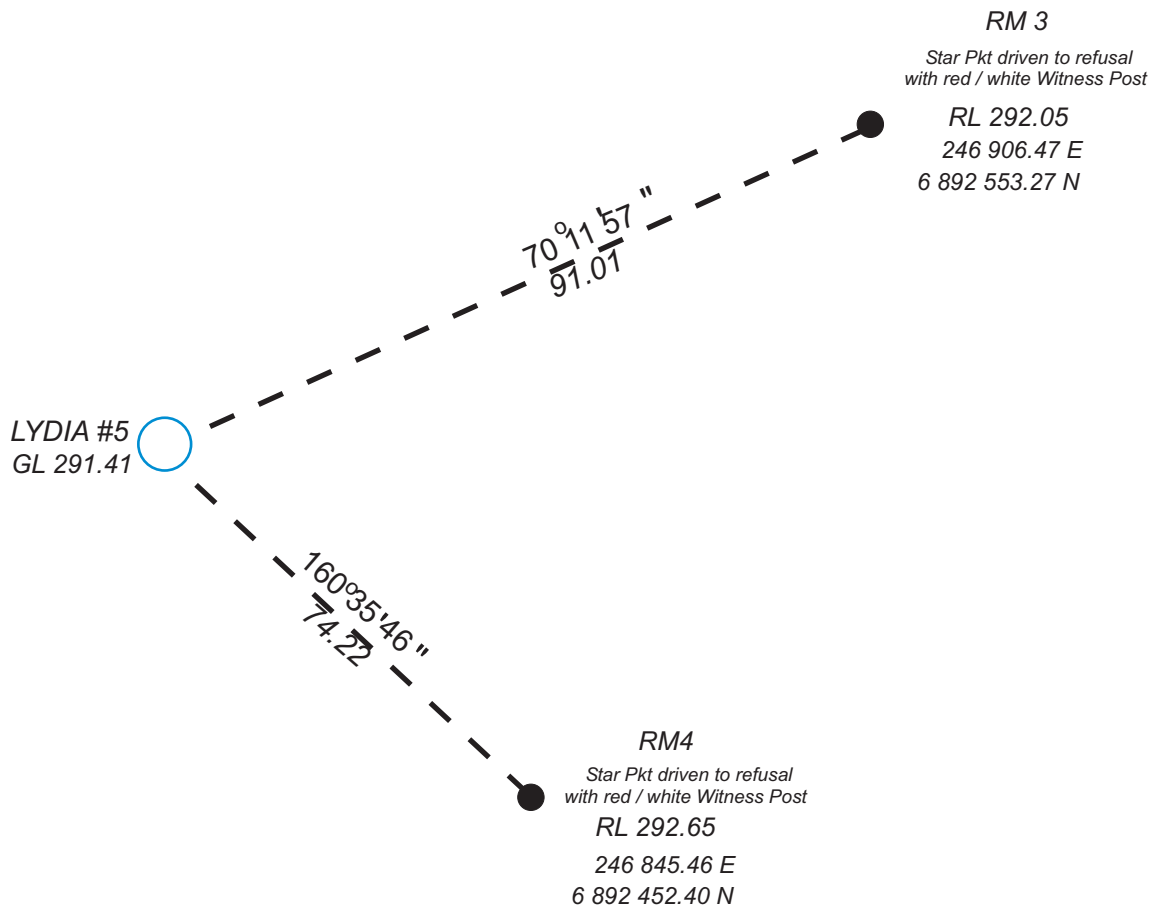 RM 3
Star Pkt driven to refusal
with red / white Witness Post
RL 292.05
246 906.47 E
6 892 553.27 N
70°11'57"
91.01
LYDIA #5
GL 291.41
160°35'46"
74.22
RM4
Star Pkt driven to refusal
with red / white Witness Post
RL 292.65
246 845.46 E
6 892 452.40 N